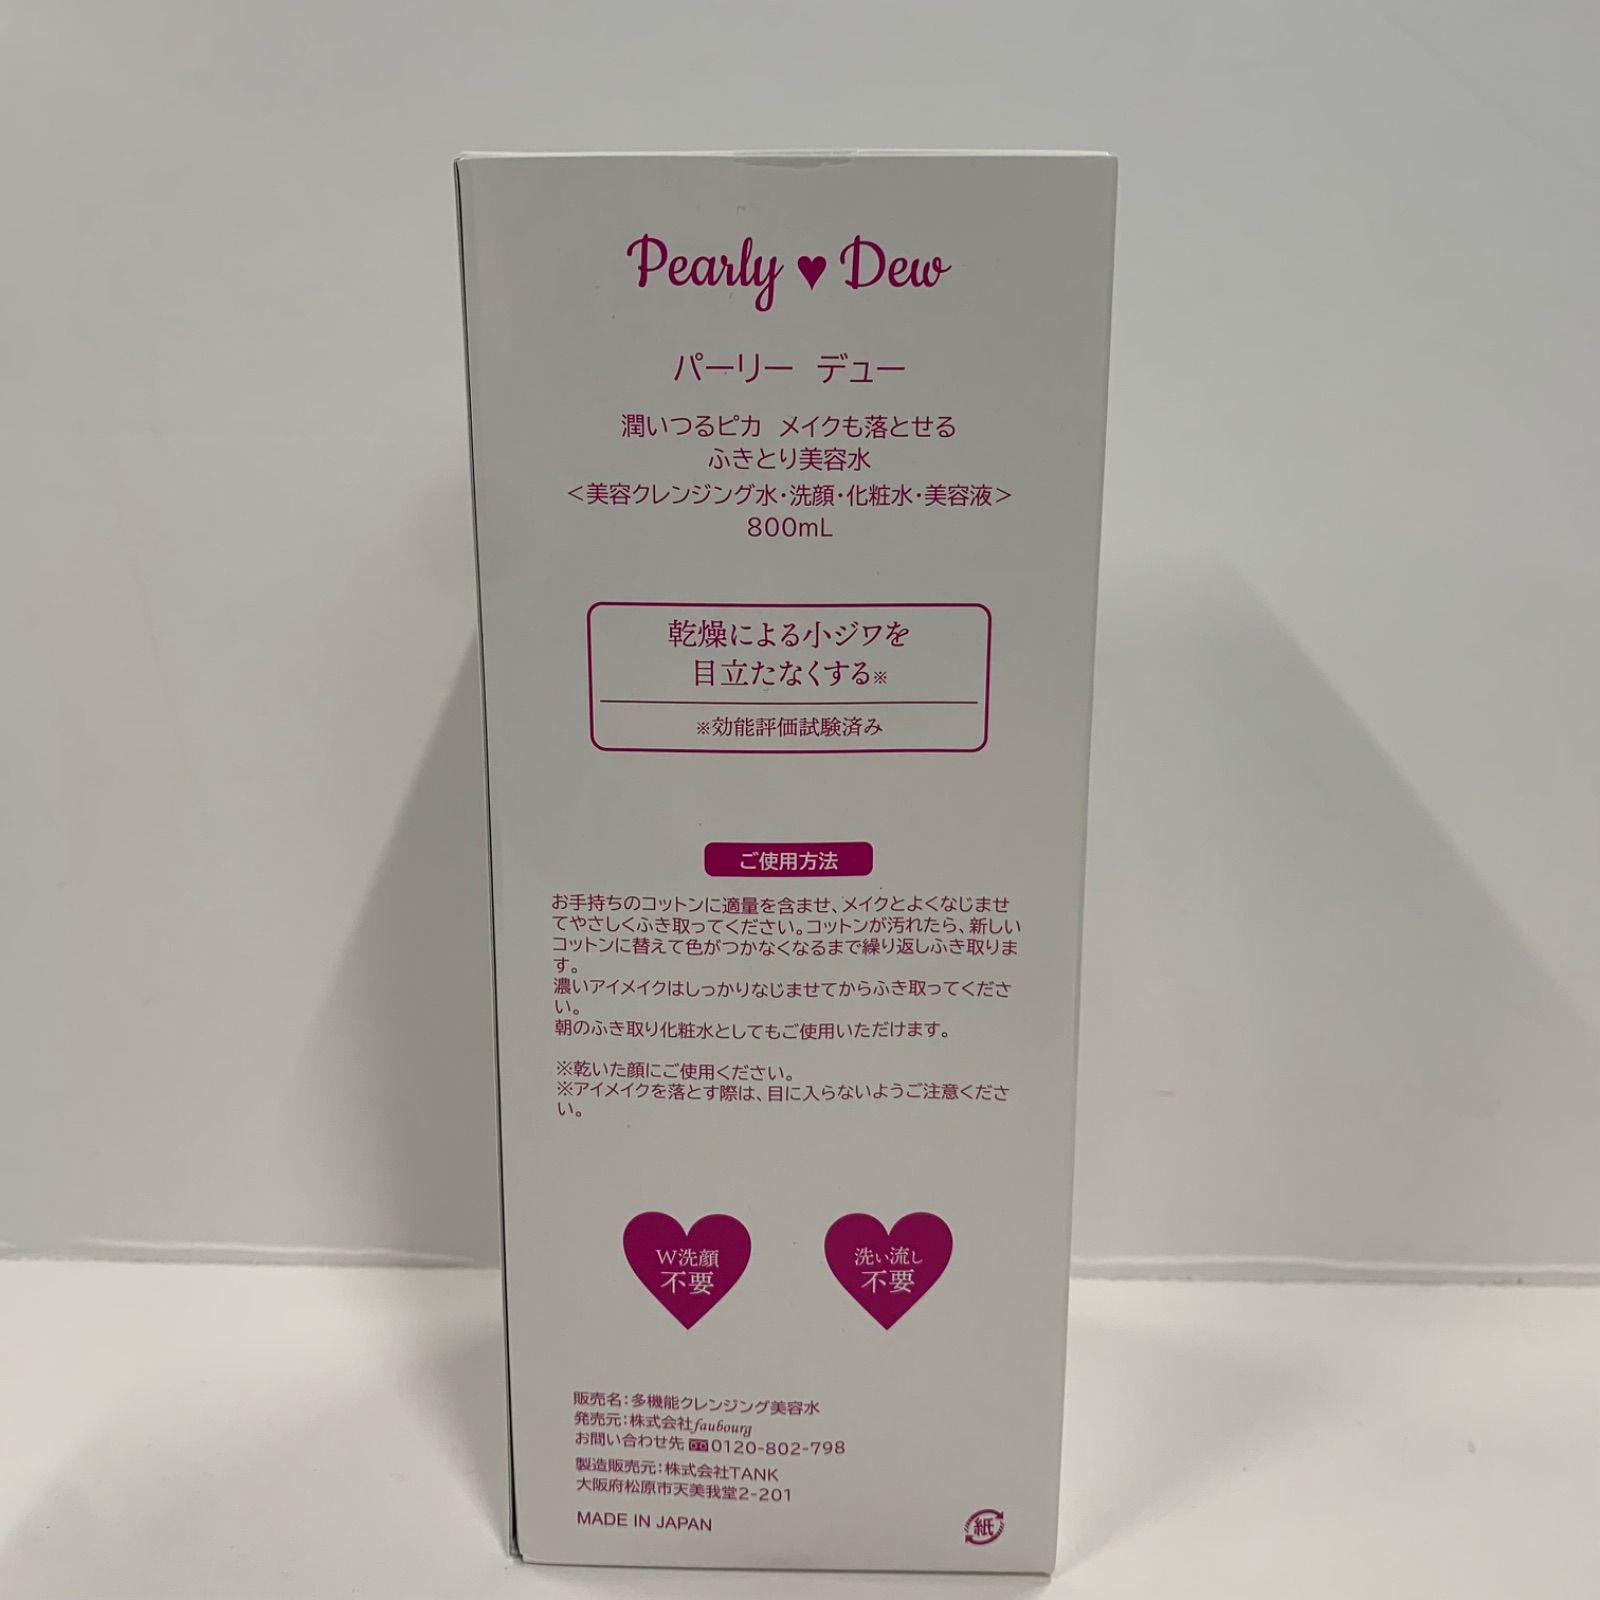 Pearly ♥ Dew
パーリー デュー
潤いつるピカ メイクも落とせる
ふきとり美容水
＜美容クレンジング水・洗顔・化粧水・美容液＞
800mL
乾燥による小ジワを
目立たなくする※
※効能評価試験済み
ご使用方法
お手持ちのコットンに適量を含ませ、メイクとよくなじませ
てやさしくふき取ってください。コットンが汚れたら、新しい
コットンに替えて色がつかなくなるまで繰り返しふき取りま
す。
濃いアイメイクはしっかりなじませてからふき取ってくださ
い。
朝のふき取り化粧水としてもご使用いただけます。
※乾いた顔にご使用ください。
※アイメイクを落とす際は、目に入らないようご注意くださ
い。
W洗顔
不要
洗い流し
不要
販売名：多機能クレンジング美容水
発売元：株式会社faubourg
お問い合わせ先 0120-802-798
製造販売元：株式会社TANK
大阪府松原市天美我堂2-201
MADE IN JAPAN
紙